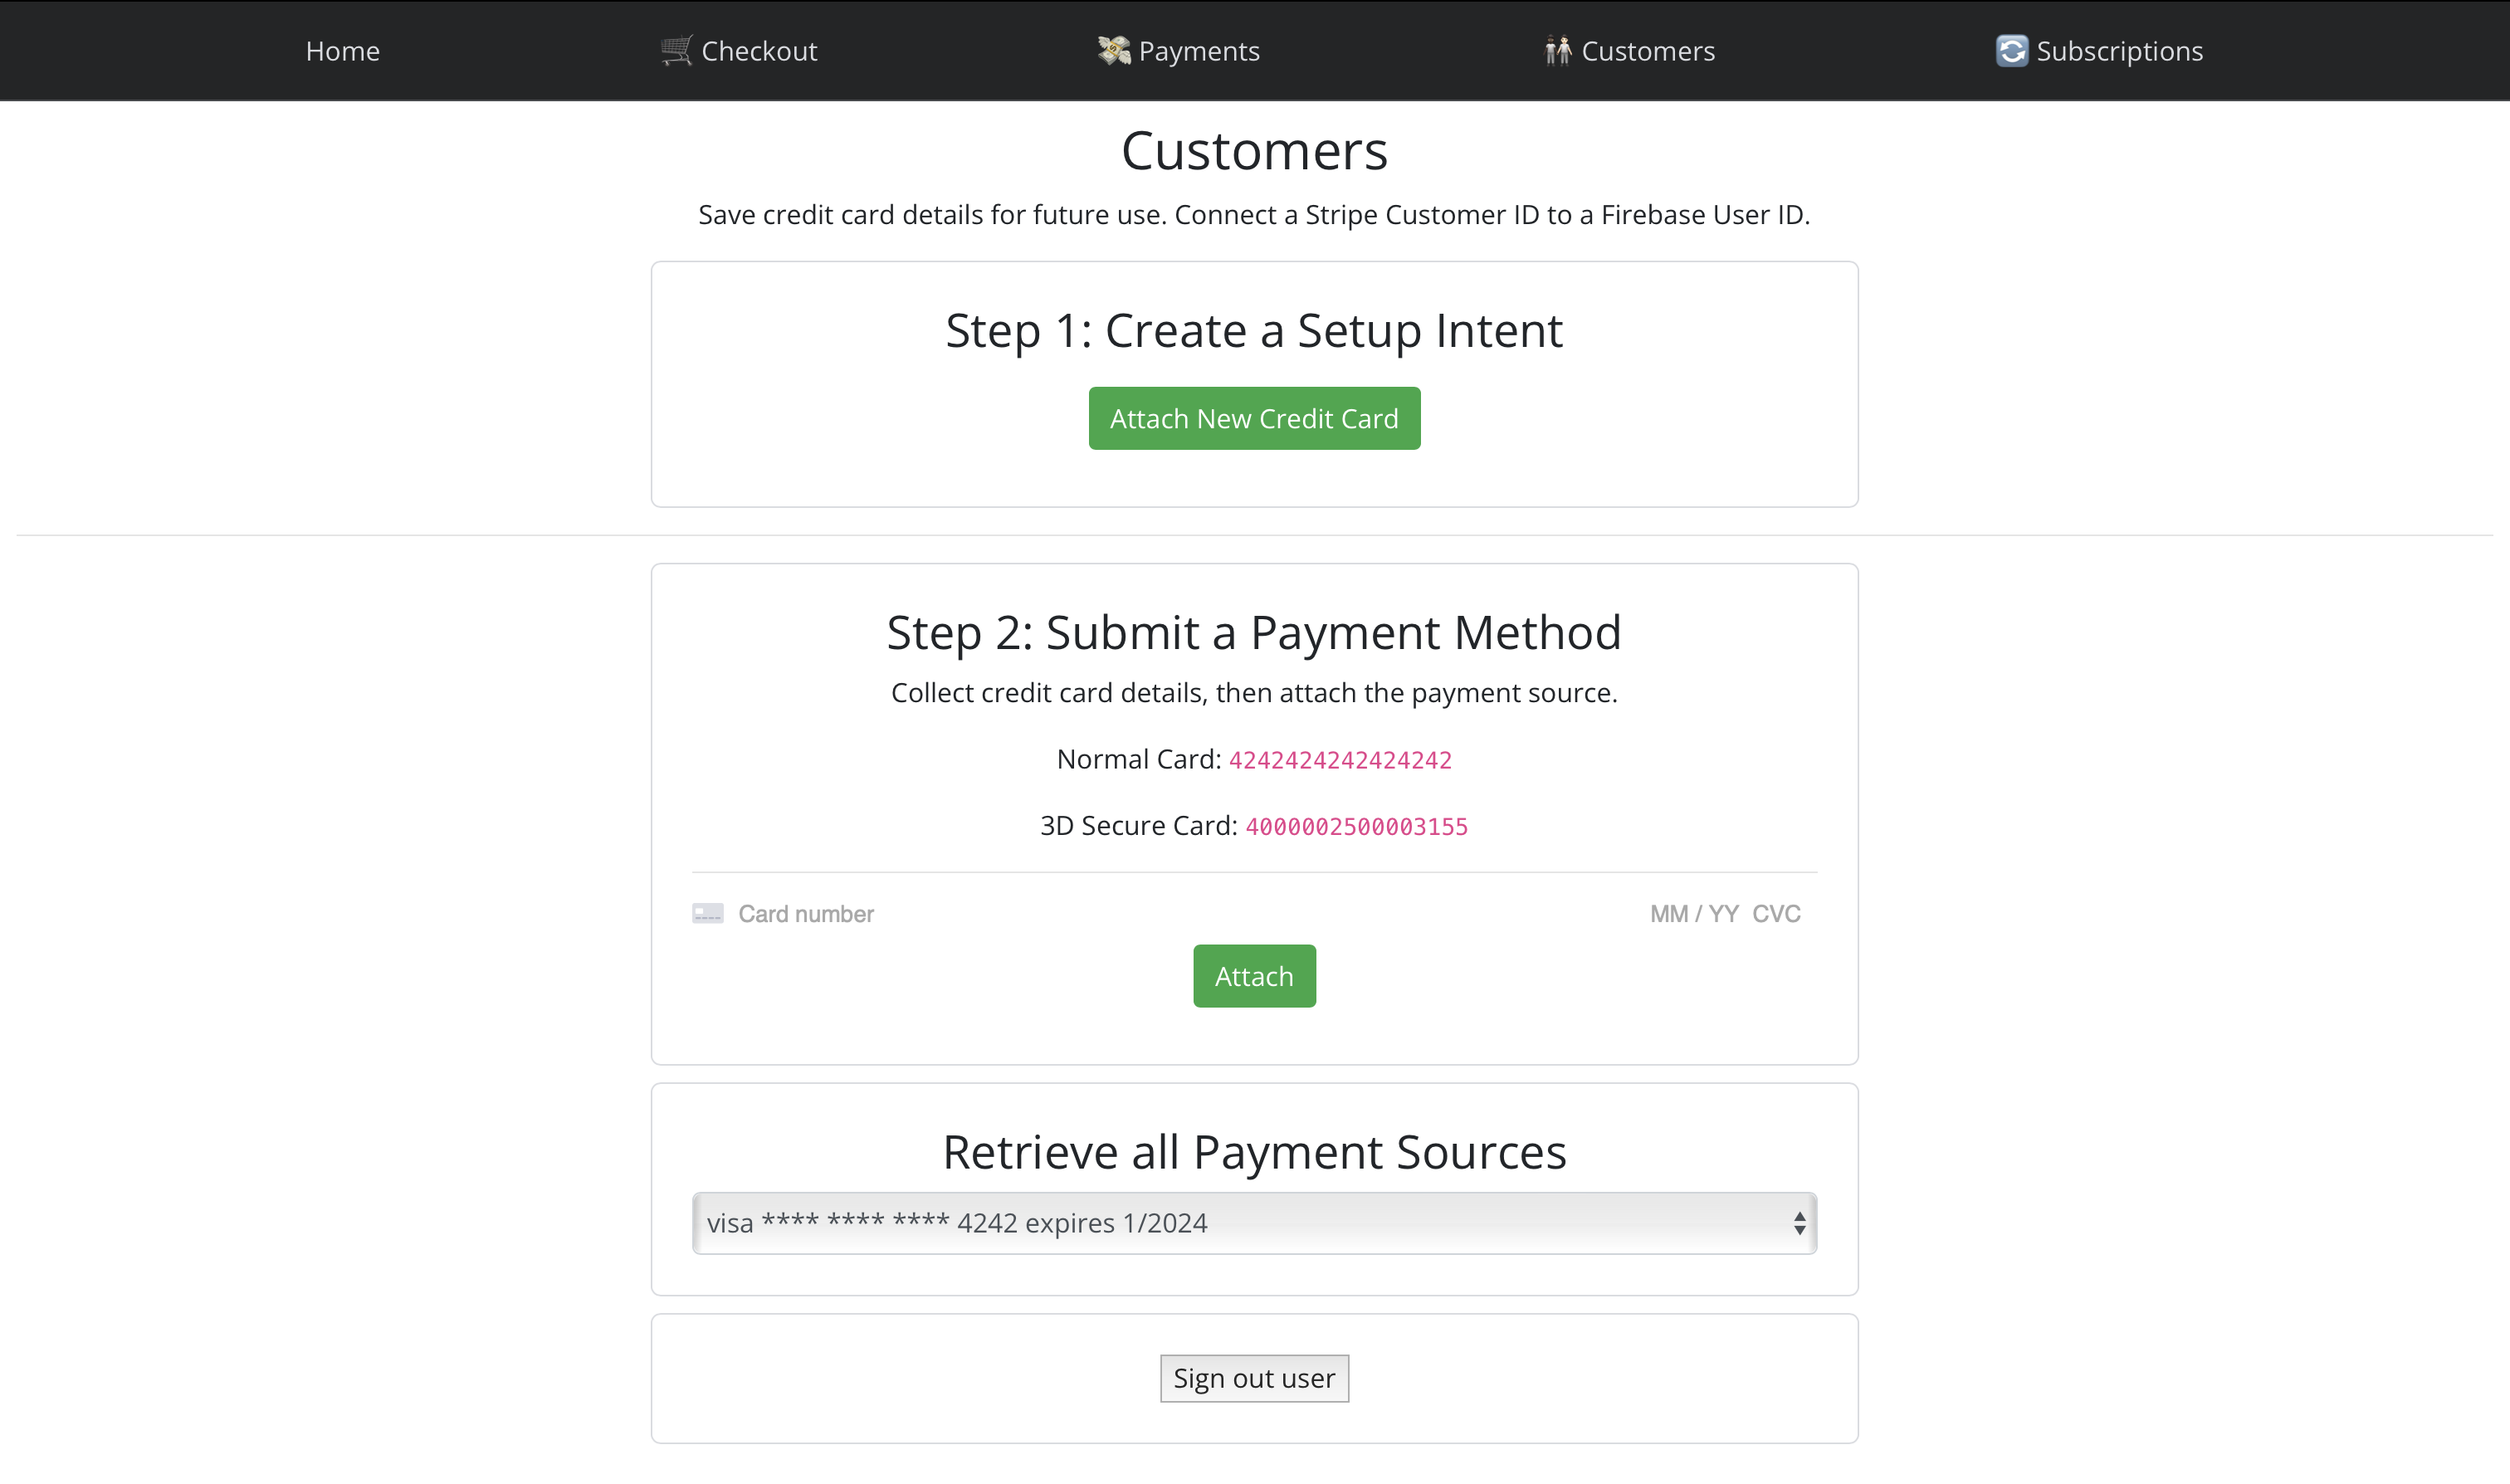 Home Checkout Payments Customers Subscriptions
Customers
Save credit card details for future use. Connect a Stripe Customer ID to a Firebase User ID.
Step 1: Create a Setup Intent
Attach New Credit Card
Step 2: Submit a Payment Method
Collect credit card details, then attach the payment source.
Normal Card: 4242424242424242
3D Secure Card: 4000002500003155
Card number MM / YY CVC
Attach
Retrieve all Payment Sources
visa **** **** **** 4242 expires 1/2024
Sign out user